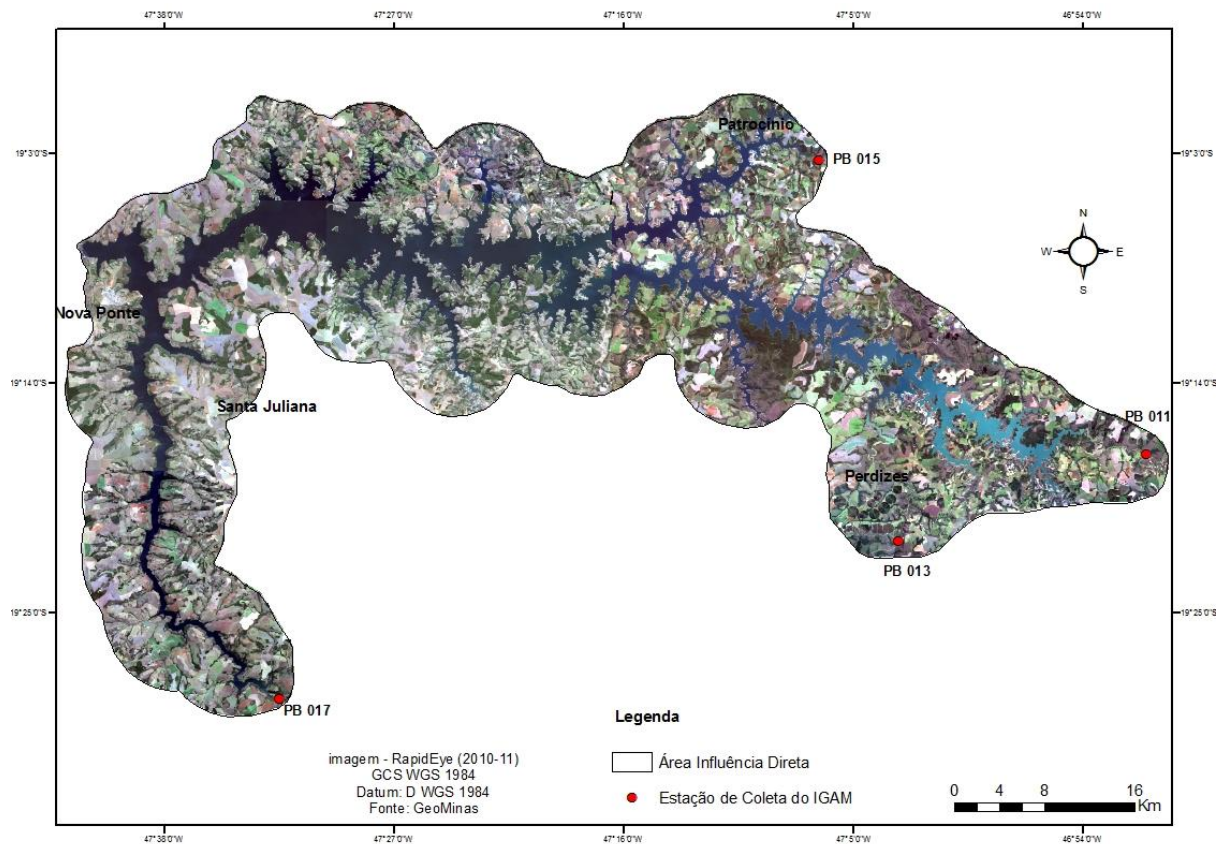 47°38'0"W 47°27'0"W 47°16'0"W 47°5'0"W 46°54'0"W
Patrocínio
19°3'0"S PB 015 19°3'0"S
N
W E
S
Nova Ponte
19°14'0"S 19°14'0"S
Santa Juliana
PB 011
Perdizes
PB 013
19°25'0"S 19°25'0"S
PB 017
Legenda
imagem - RapidEye (2010-11)
GCS WGS 1984
Datum: D WGS 1984
Fonte: GeoMinas
Área Influência Direta
Estação de Coleta do IGAM
0 4 8 16
Km
47°38'0"W 47°27'0"W 47°16'0"W 47°5'0"W 46°54'0"W